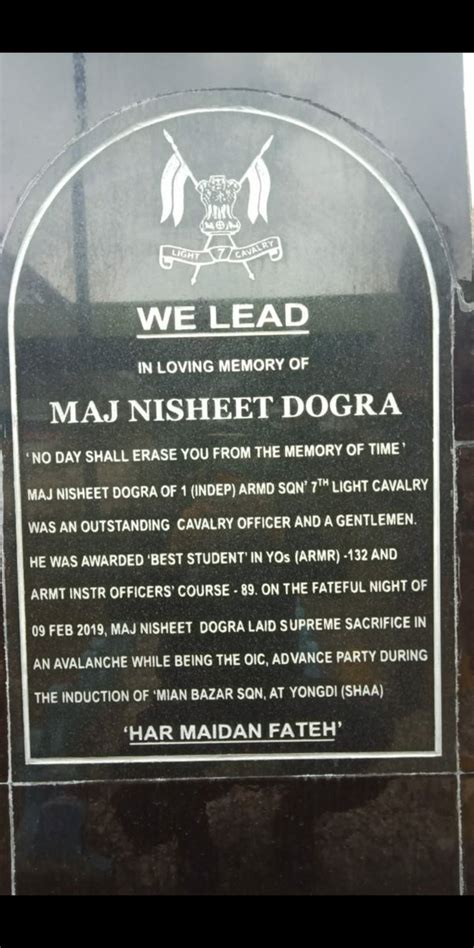 LIGHT 7 CAVALRY
WE LEAD
IN LOVING MEMORY OF
MAJ NISHEET DOGRA
'NO DAY SHALL ERASE YOU FROM THE MEMORY OF TIME'
MAJ NISHEET DOGRA OF 1 (INDEP) ARMD SQN' 7TH LIGHT CAVALRY
WAS AN OUTSTANDING CAVALRY OFFICER AND A GENTLEMEN.
HE WAS AWARDED 'BEST STUDENT' IN YOs (ARMR) -132 AND
ARMT INSTR OFFICERS' COURSE - 89. ON THE FATEFUL NIGHT OF
09 FEB 2019, MAJ NISHEET DOGRA LAID SUPREME SACRIFICE IN
AN AVALANCHE WHILE BEING THE OIC, ADVANCE PARTY DURING
THE INDUCTION OF 'MIAN BAZAR SQN, AT YONGDI (SHAA)
'HAR MAIDAN FATEH'